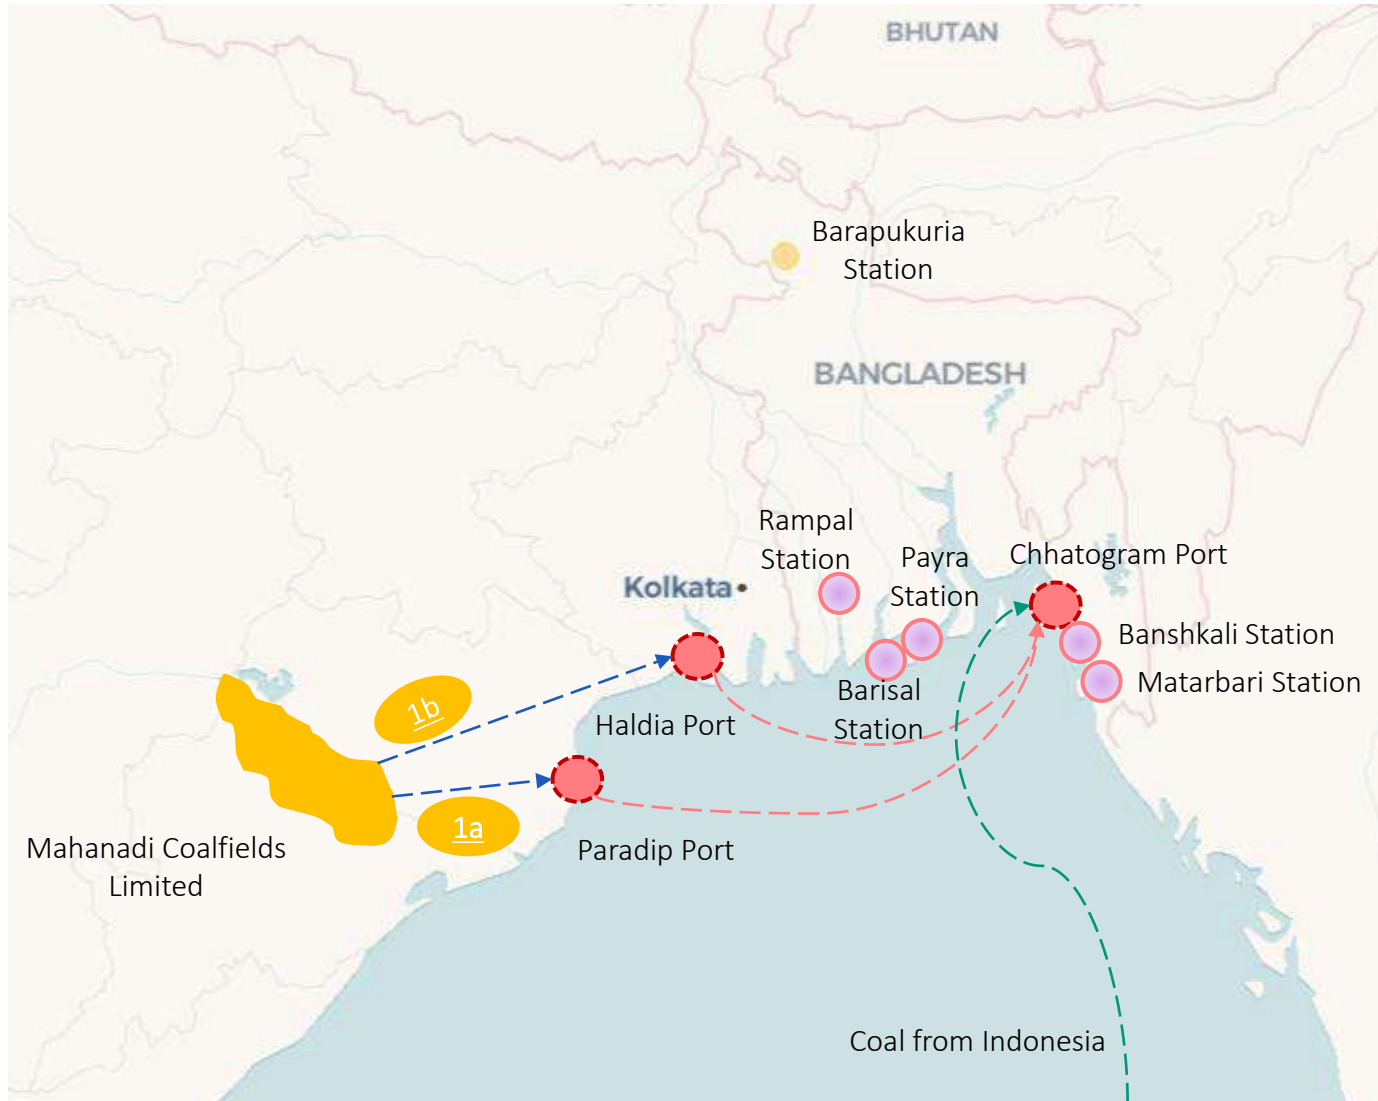 BHUTAN
Barapukuria
Station
BANGLADESH
Rampal
Station
Payra
Station
Chhatogram Port
Kolkata
Banshkali Station
Matarbari Station
Barisal
Station
1b
Haldia Port
1a
Mahanadi Coalfields
Limited
Paradip Port
Coal from Indonesia